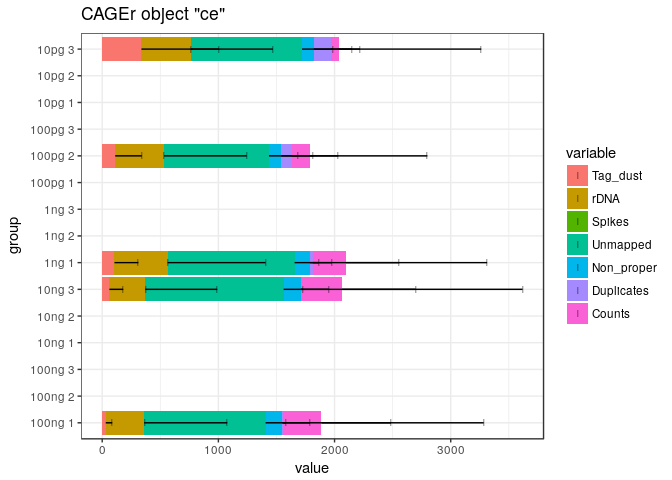 CAGEr object "ce"
group
10pg 3
10pg 2
10pg 1
100pg 3
100pg 2
100pg 1
1ng 3
1ng 2
1ng 1
10ng 3
10ng 2
10ng 1
100ng 3
100ng 2
100ng 1
0 1000 2000 3000
value
variable
Tag_dust
rDNA
Spikes
Unmapped
Non_proper
Duplicates
Counts